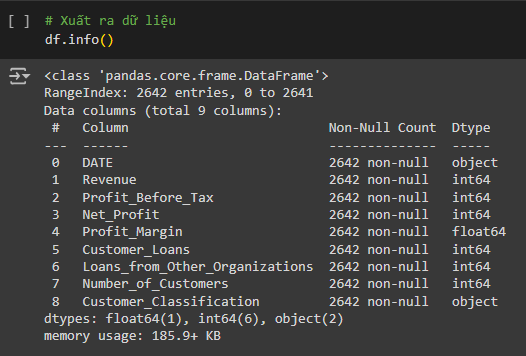 [ ] # Xuất ra dữ liệu
df.info()
<class 'pandas.core.frame.DataFrame'>
RangeIndex: 2642 entries, 0 to 2641
Data columns (total 9 columns):
 #   Column                         Non-Null Count  Dtype
---  ------                         --------------  -----
 0   DATE                           2642 non-null   object
 1   Revenue                        2642 non-null   int64
 2   Profit_Before_Tax              2642 non-null   int64
 3   Net_Profit                     2642 non-null   int64
 4   Profit_Margin                  2642 non-null   float64
 5   Customer_Loans                 2642 non-null   int64
 6   Loans_from_Other_Organizations 2642 non-null   int64
 7   Number_of_Customers            2642 non-null   int64
 8   Customer_Classification        2642 non-null   object
dtypes: float64(1), int64(6), object(2)
memory usage: 185.9+ KB